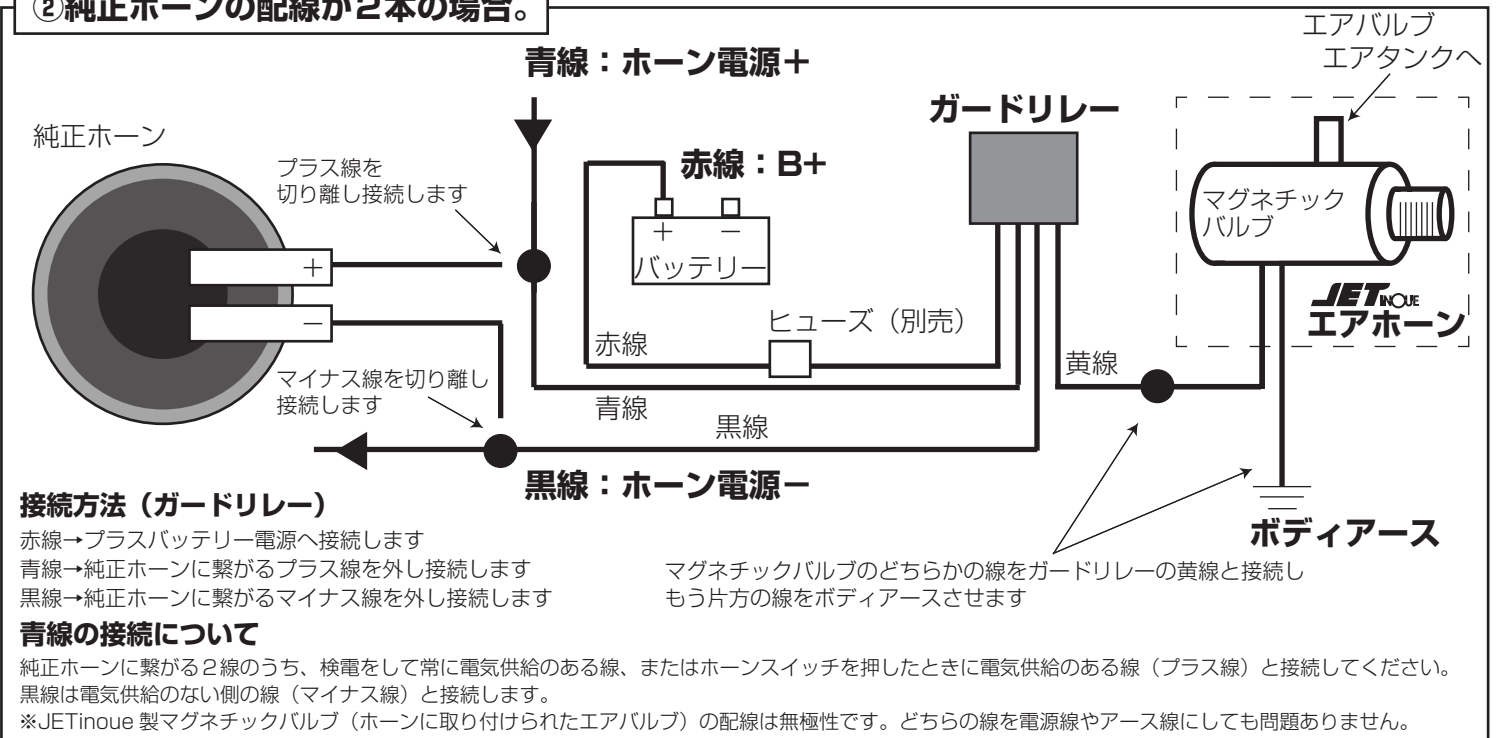 ②純正ホーンの配線が2本の場合。
エアバルブ
エアタンクへ
青線：ホーン電源＋
ガードリレー
純正ホーン
プラス線を
切り離し接続します
赤線：B+
マグネチック
バルブ
＋
－
＋ －
バッテリー
JET INOUE
エアホーン
ヒューズ（別売）
赤線
黄線
マイナス線を切り離し
接続します
青線
黒線
黒線：ホーン電源－
ボディアース
接続方法（ガードリレー）
赤線→プラスバッテリー電源へ接続します
青線→純正ホーンに繋がるプラス線を外し接続します
黒線→純正ホーンに繋がるマイナス線を外し接続します
マグネチックバルブのどちらかの線をガードリレーの黄線と接続し
もう片方の線をボディアースさせます
青線の接続について
純正ホーンに繋がる２線のうち、検電をして常に電気供給のある線、またはホーンスイッチを押したときに電気供給のある線（プラス線）と接続してください。
黒線は電気供給のない側の線（マイナス線）と接続します。
※JETinoue 製マグネチックバルブ（ホーンに取り付けられたエアバルブ）の配線は無極性です。どちらの線を電源線やアース線にしても問題ありません。